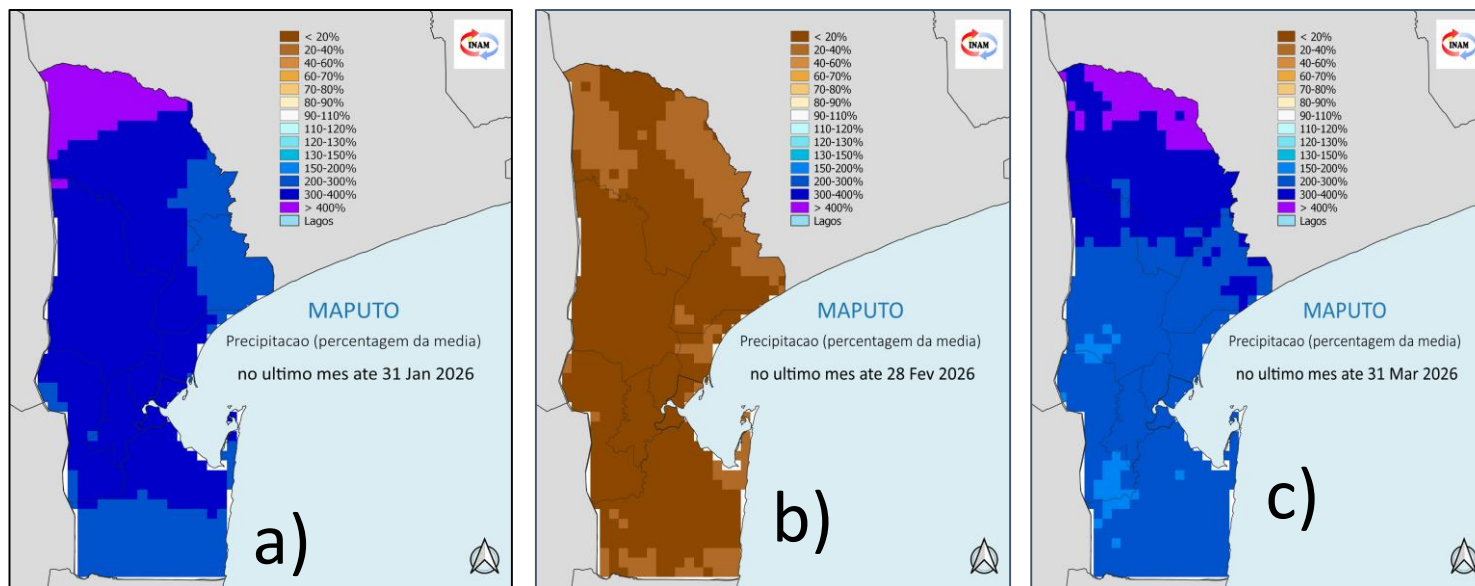 INAM
< 20%
20-40%
40-60%
60-70%
70-80%
80-90%
90-110%
110-120%
120-130%
130-150%
150-200%
200-300%
300-400%
> 400%
Lagos
MAPUTO
Precipitacao (percentagem da media)
no ultimo mes ate 31 Jan 2026
a)
INAM
< 20%
20-40%
40-60%
60-70%
70-80%
80-90%
90-110%
110-120%
120-130%
130-150%
150-200%
200-300%
300-400%
> 400%
Lagos
MAPUTO
Precipitacao (percentagem da media)
no ultimo mes ate 28 Fev 2026
b)
INAM
< 20%
20-40%
40-60%
60-70%
70-80%
80-90%
90-110%
110-120%
120-130%
130-150%
150-200%
200-300%
300-400%
> 400%
Lagos
MAPUTO
Precipitacao (percentagem da media)
no ultimo mes ate 31 Mar 2026
c)